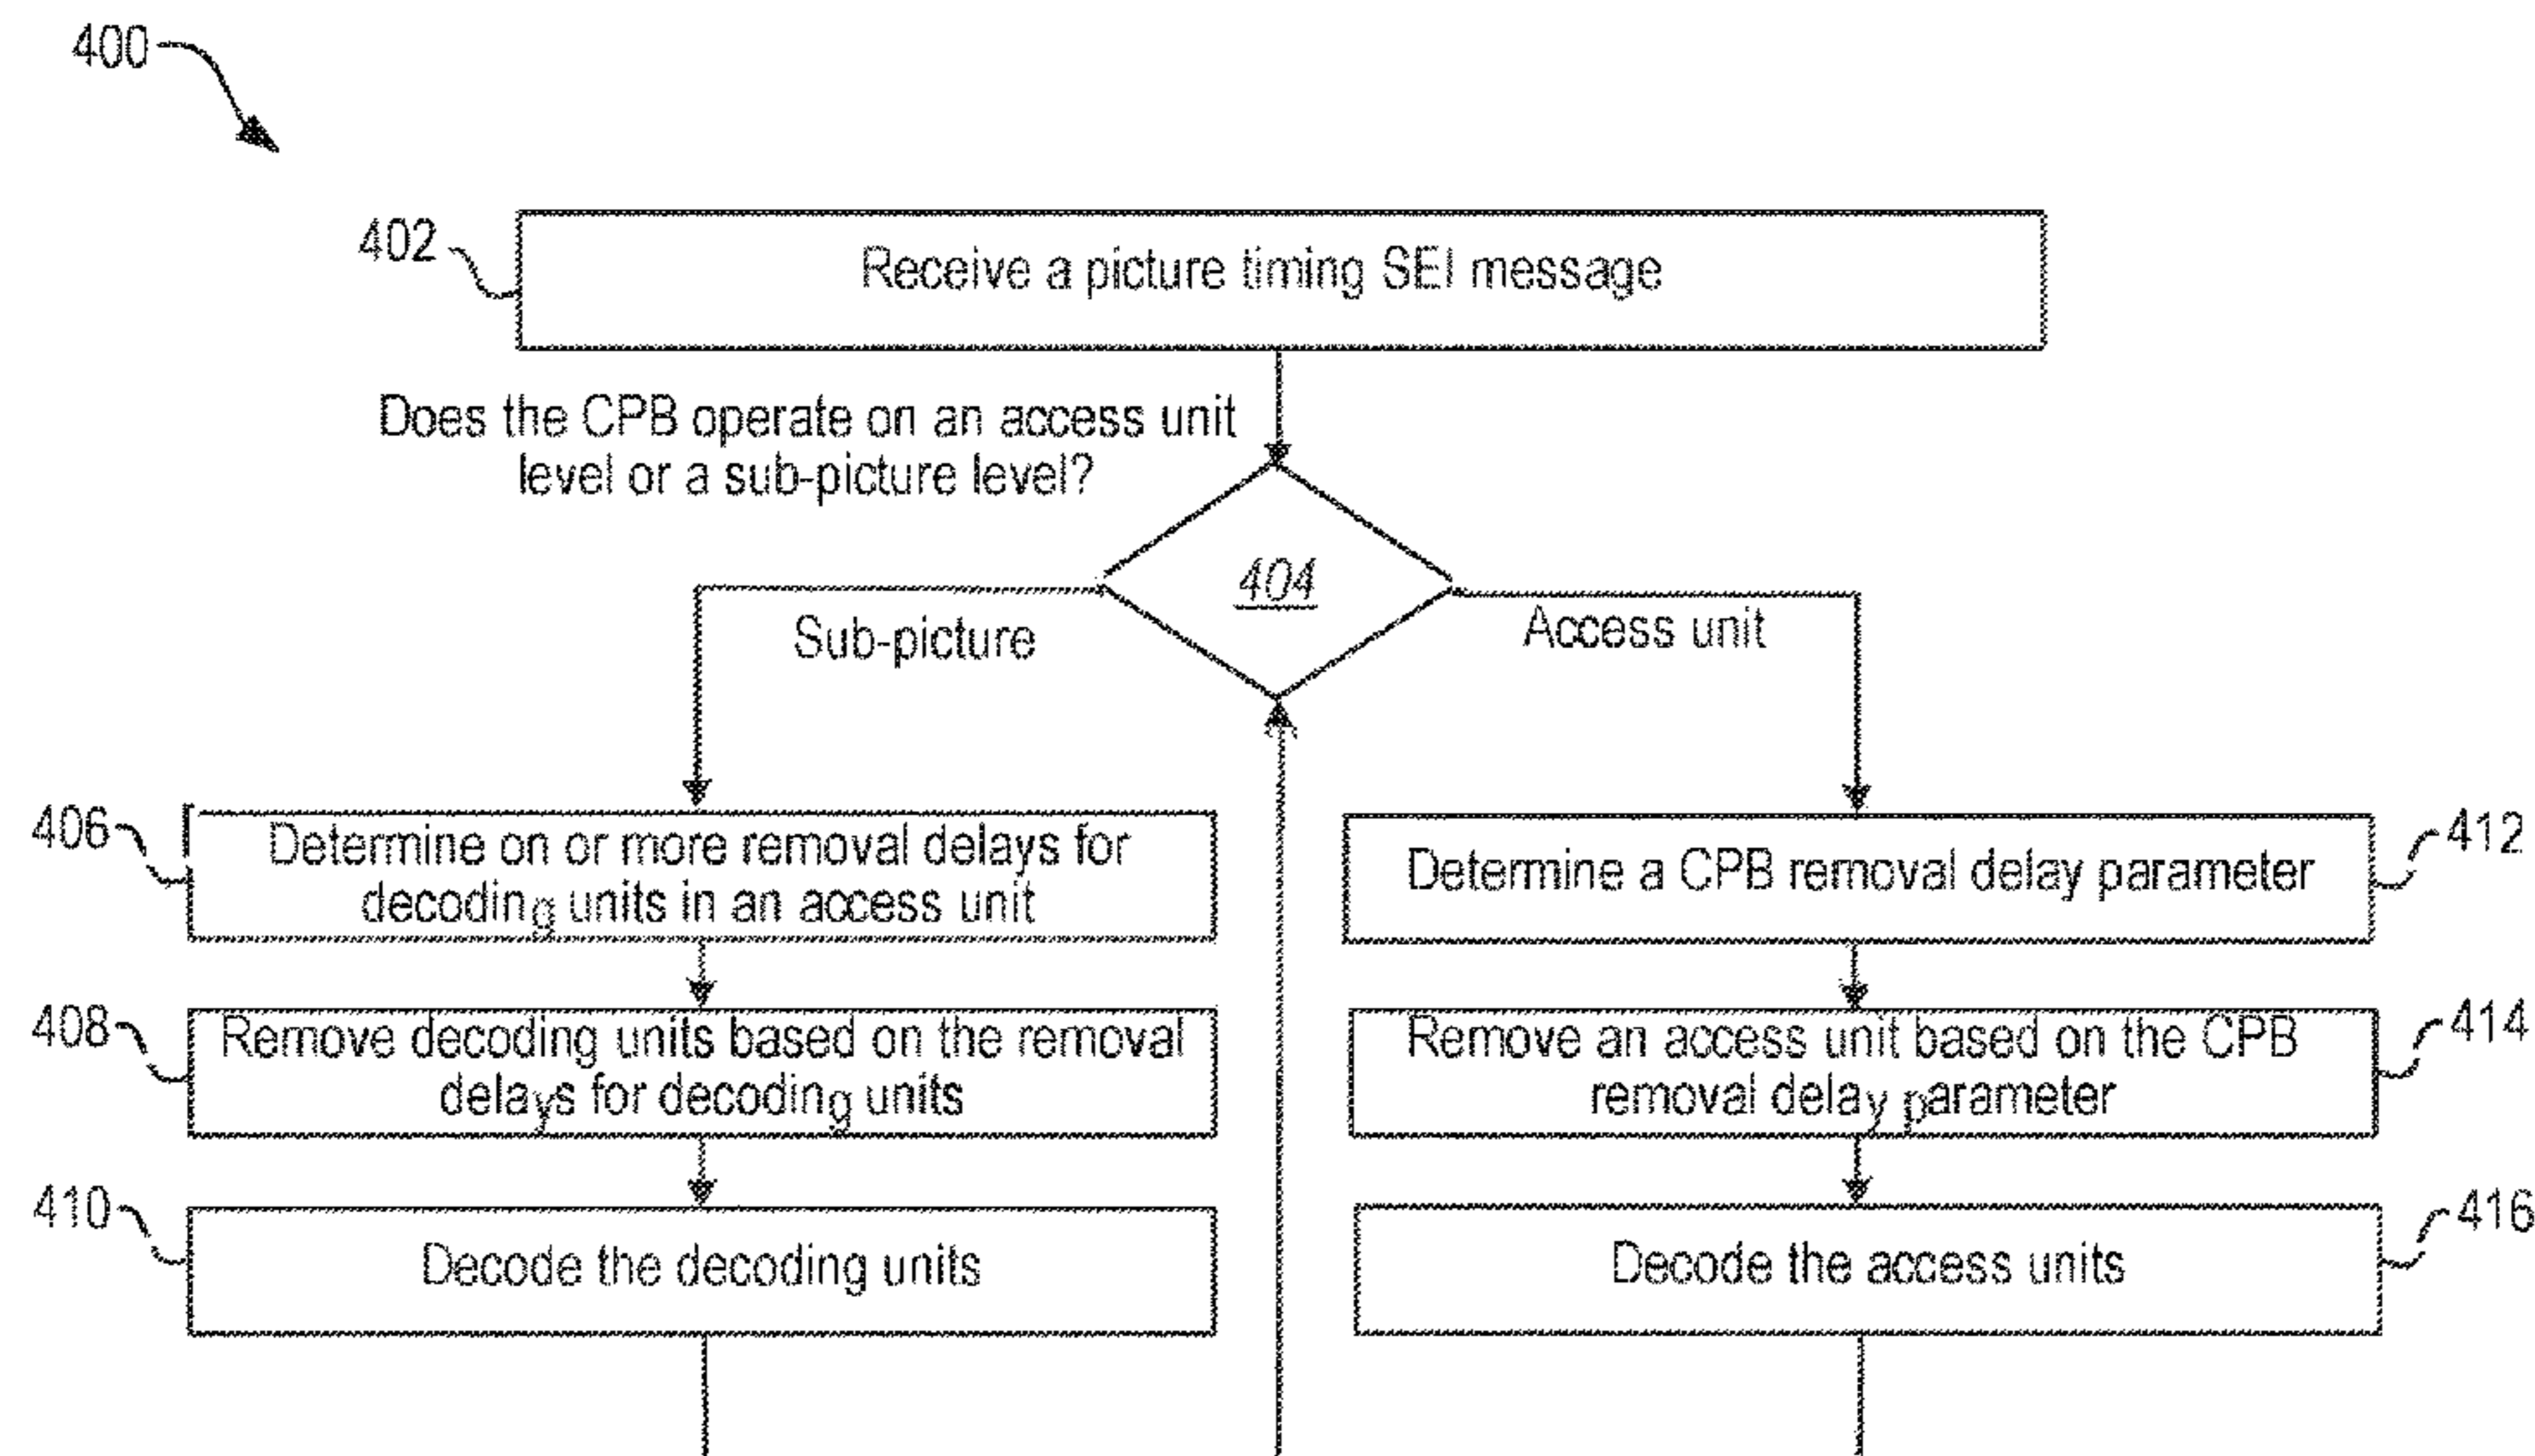 400
402
Receive a picture timing SEI message
Does the CPB operate on an access unit
level or a sub-picture level?
404
Sub-picture
Access unit
406
Determine on or more removal delays for
decoding units in an access unit
Determine a CPB removal delay parameter
412
408
Remove decoding units based on the removal
delays for decoding units
Remove an access unit based on the CPB
removal delay parameter
414
410
Decode the decoding units
Decode the access units
416